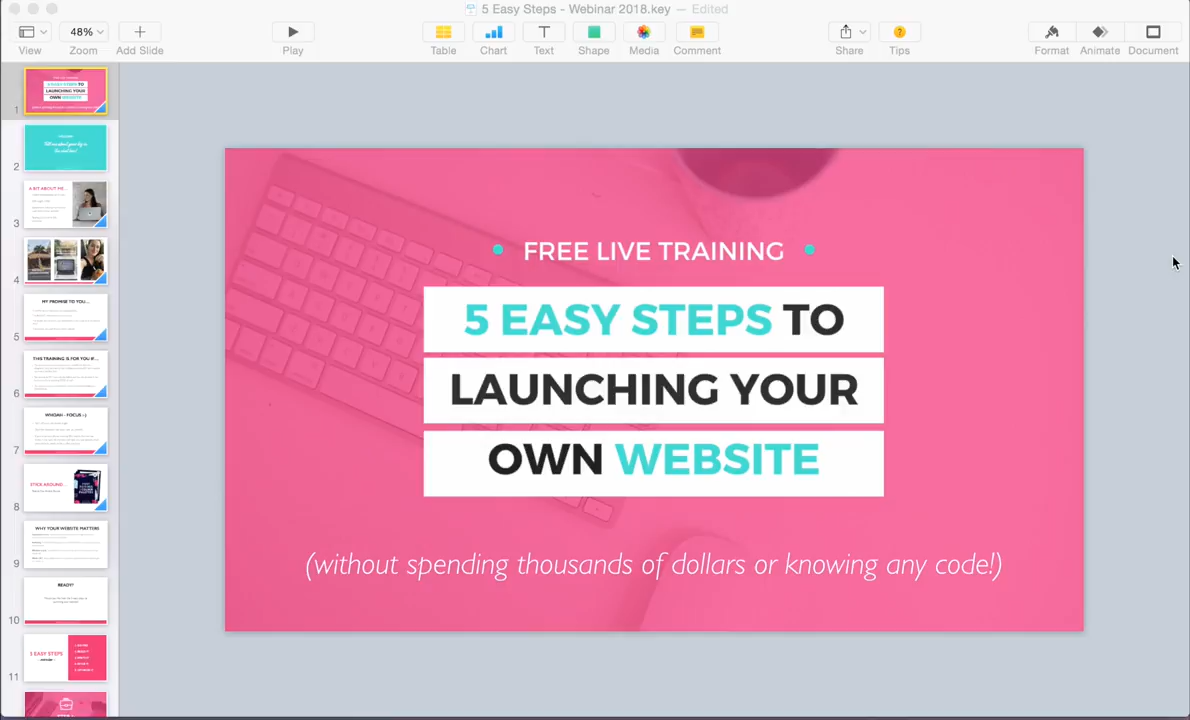 5 Easy Steps - Webinar 2018.key — Edited
View
48%
Zoom
Add Slide
Play
Table
Chart
Text
Shape
Media
Comment
Share
Tips
Format
Animate
Document
1
2
3
A BIT ABOUT ME...
4
5
MY PROMISE TO YOU...
6
THIS TRAINING IS FOR YOU IF...
7
WHOAH - FOCUS :-)
8
STICK AROUND...
9
WHY YOUR WEBSITE MATTERS
10
READY?
11
5 EASY STEPS
FREE LIVE TRAINING
5 EASY STEPS TO
LAUNCHING YOUR
OWN WEBSITE
(without spending thousands of dollars or knowing any code!)